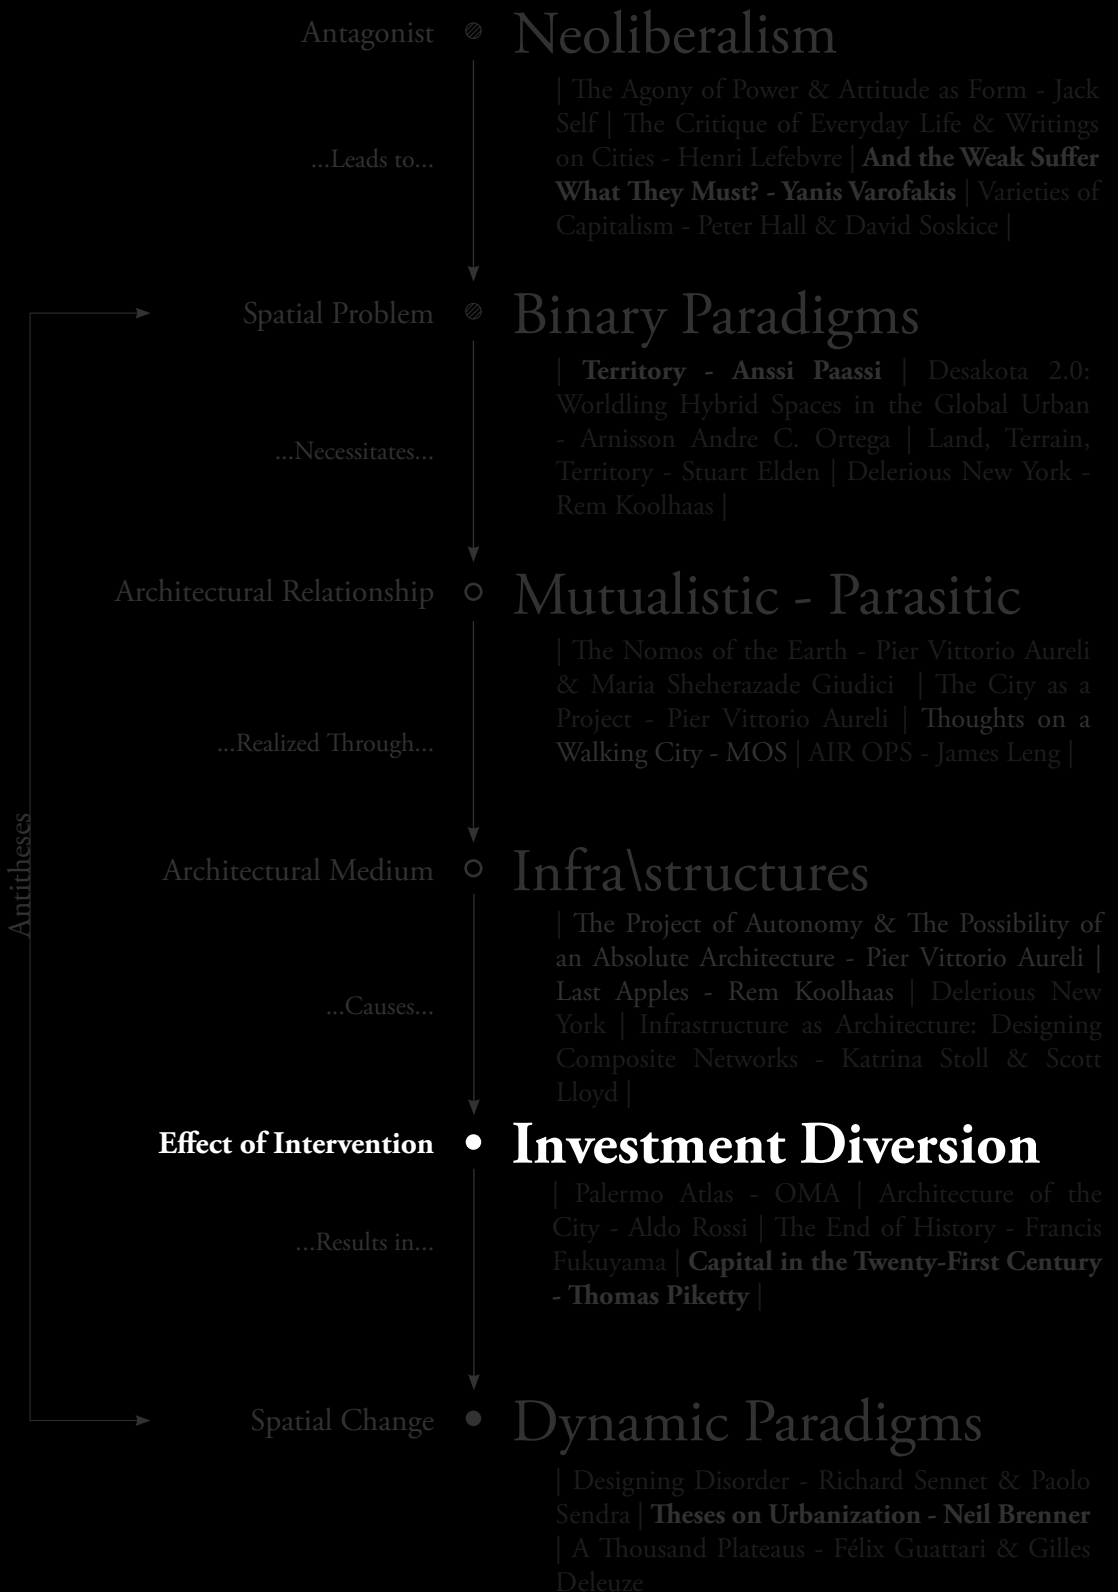 Antagonist
Neoliberalism
| The Agony of Power & Attitude as Form - Jack
Self | The Critique of Everyday Life & Writings
on Cities - Henri Lefebvre | And the Weak Suffer
What They Must? - Yanis Varofakis | Varieties of
Capitalism - Peter Hall & David Soskice |
...Leads to...
Spatial Problem
Binary Paradigms
| Territory - Anssi Paassi | Desakota 2.0:
Worldling Hybrid Spaces in the Global Urban
- Arnisson Andre C. Ortega | Land, Terrain,
Territory - Stuart Elden | Delerious New York -
Rem Koolhaas |
...Necessitates...
Architectural Relationship
Mutualistic - Parasitic
| The Nomos of the Earth - Pier Vittorio Aureli
& Maria Sheherazade Giudici | The City as a
Project - Pier Vittorio Aureli | Thoughts on a
Walking City - MOS | AIR OPS - James Leng |
...Realized Through...
Antitheses
Architectural Medium
Infra\structures
| The Project of Autonomy & The Possibility of
an Absolute Architecture - Pier Vittorio Aureli |
Last Apples - Rem Koolhaas | Delerious New
York | Infrastructure as Architecture: Designing
Composite Networks - Katrina Stoll & Scott
Lloyd |
...Causes...
Effect of Intervention
Investment Diversion
| Palermo Atlas - OMA | Architecture of the
City - Aldo Rossi | The End of History - Francis
Fukuyama | Capital in the Twenty-First Century
- Thomas Piketty |
...Results in...
Spatial Change
Dynamic Paradigms
| Designing Disorder - Richard Sennet & Paolo
Sendra | Theses on Urbanization - Neil Brenner
| A Thousand Plateaus - Félix Guattari & Gilles
Deleuze